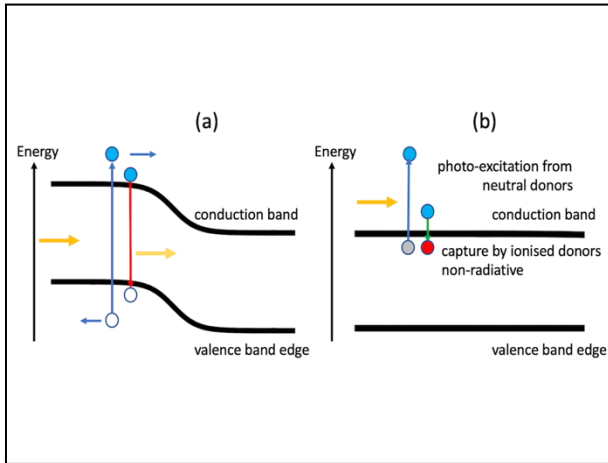 (a)
Energy
conduction band
valence band edge
(b)
Energy
photo-excitation from
neutral donors
conduction band
capture by ionised donors
non-radiative
valence band edge